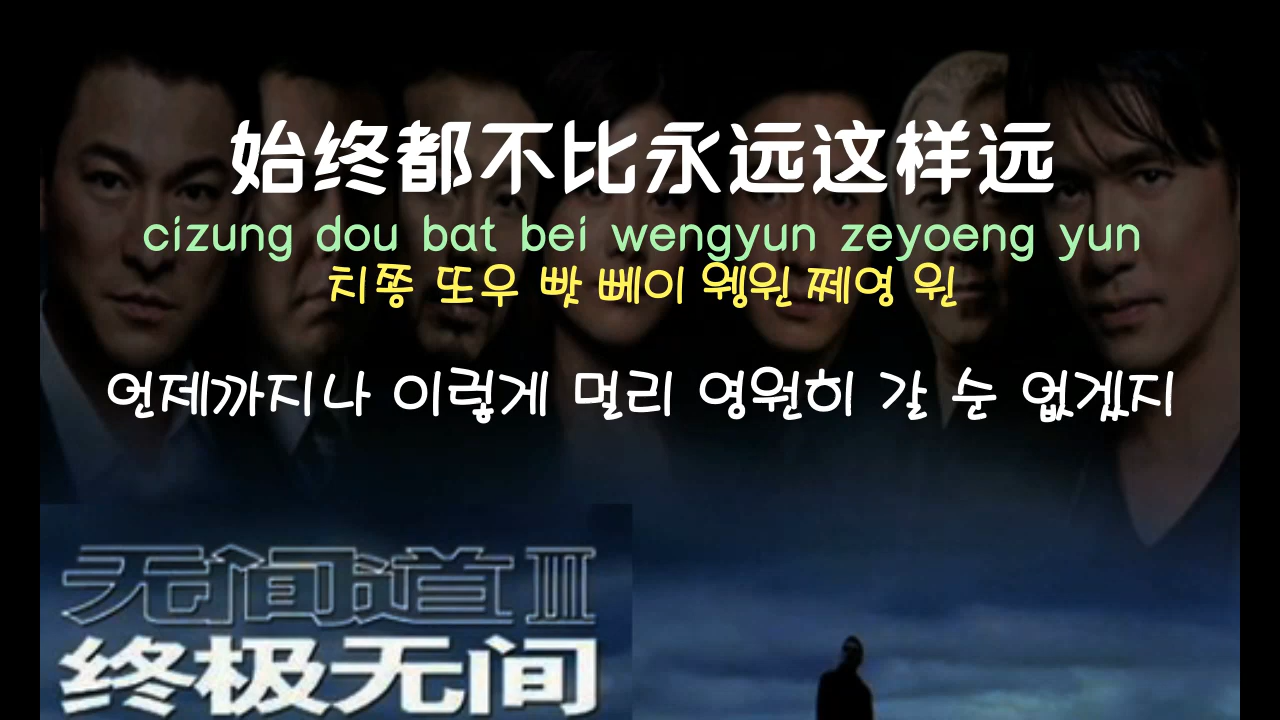 始终都不比永远这样远
cizung dou bat bei wengyun zeyoeng yun
치쫑 또우 빳 뻬이 웽윈 쩨영 윈
언제까지나 이렇게 멀리 영원히 갈 순 없겠지
无间道III
终极无间